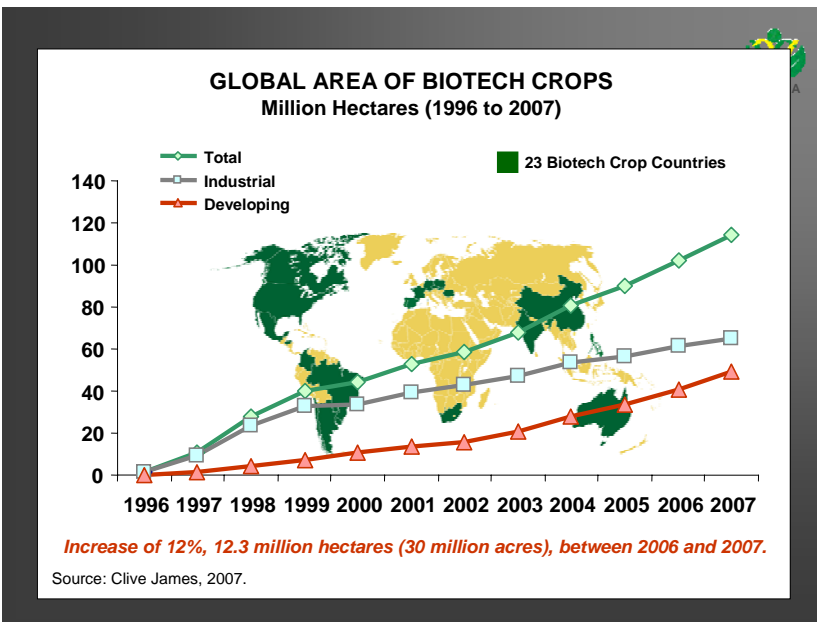 GLOBAL AREA OF BIOTECH CROPS
Million Hectares (1996 to 2007)
Total
Industrial
Developing
23 Biotech Crop Countries
A
140
120
100
80
60
40
20
0
1996 1997 1998 1999 2000 2001 2002 2003 2004 2005 2006 2007
Increase of 12%, 12.3 million hectares (30 million acres), between 2006 and 2007.
Source: Clive James, 2007.